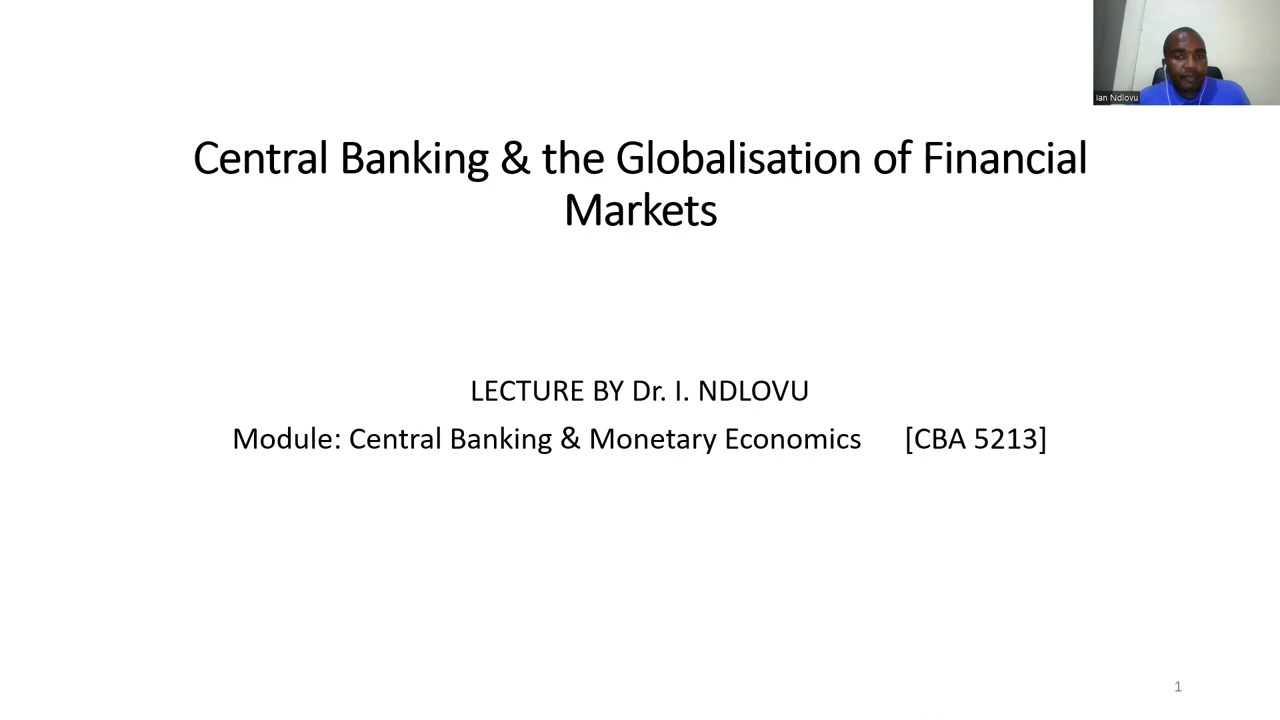 Ian Ndlovu
Central Banking & the Globalisation of Financial
Markets
LECTURE BY Dr. I. NDLOVU
Module: Central Banking & Monetary Economics [CBA 5213]
1